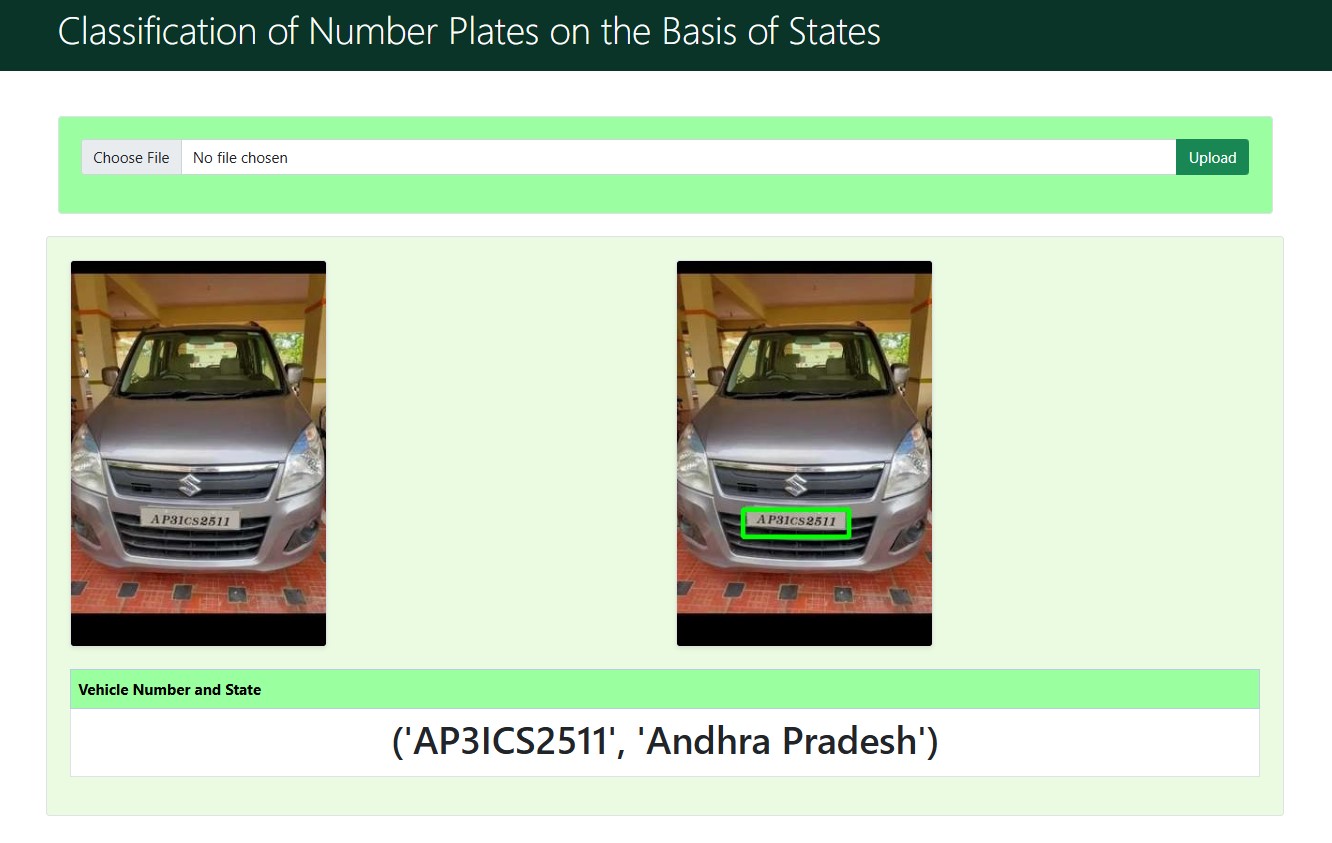 Classification of Number Plates on the Basis of States
Choose File No file chosen Upload
AP31CS2511
AP31CS2511
Vehicle Number and State
('AP3ICS2511', 'Andhra Pradesh')